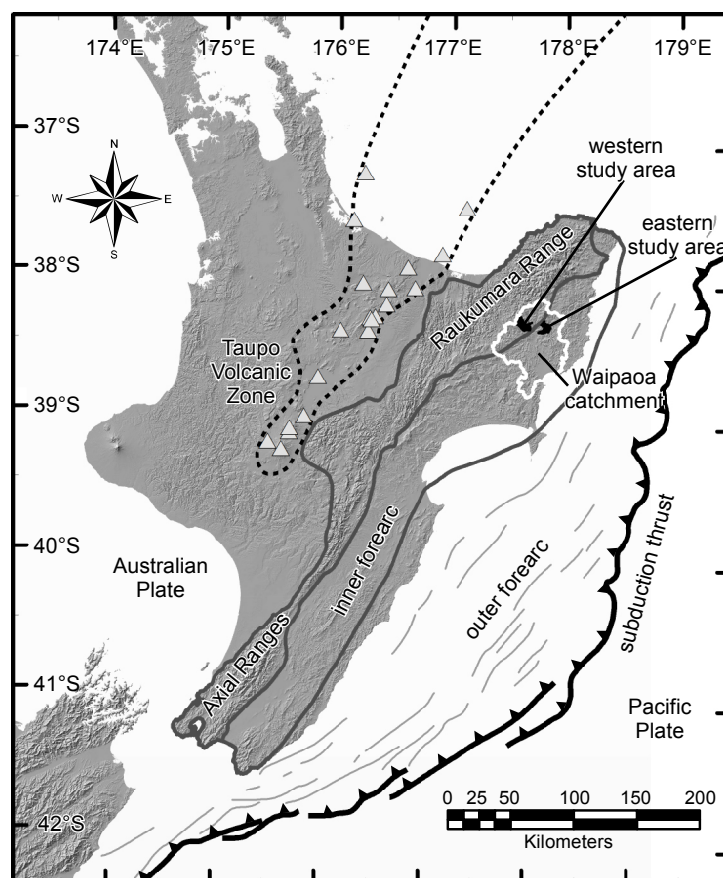 174°E 175°E 176°E 177°E 178°E 179°E
37°S
N
W E
S
western
study area
eastern
study area
38°S
Raukumara Range
Taupo
Volcanic
Zone
Waipaoa
catchment
39°S
40°S
Australian
Plate
inner forearc
outer forearc
subduction thrust
Axial Ranges
41°S
Pacific
Plate
42°S
0 25 50 100 150 200
Kilometers